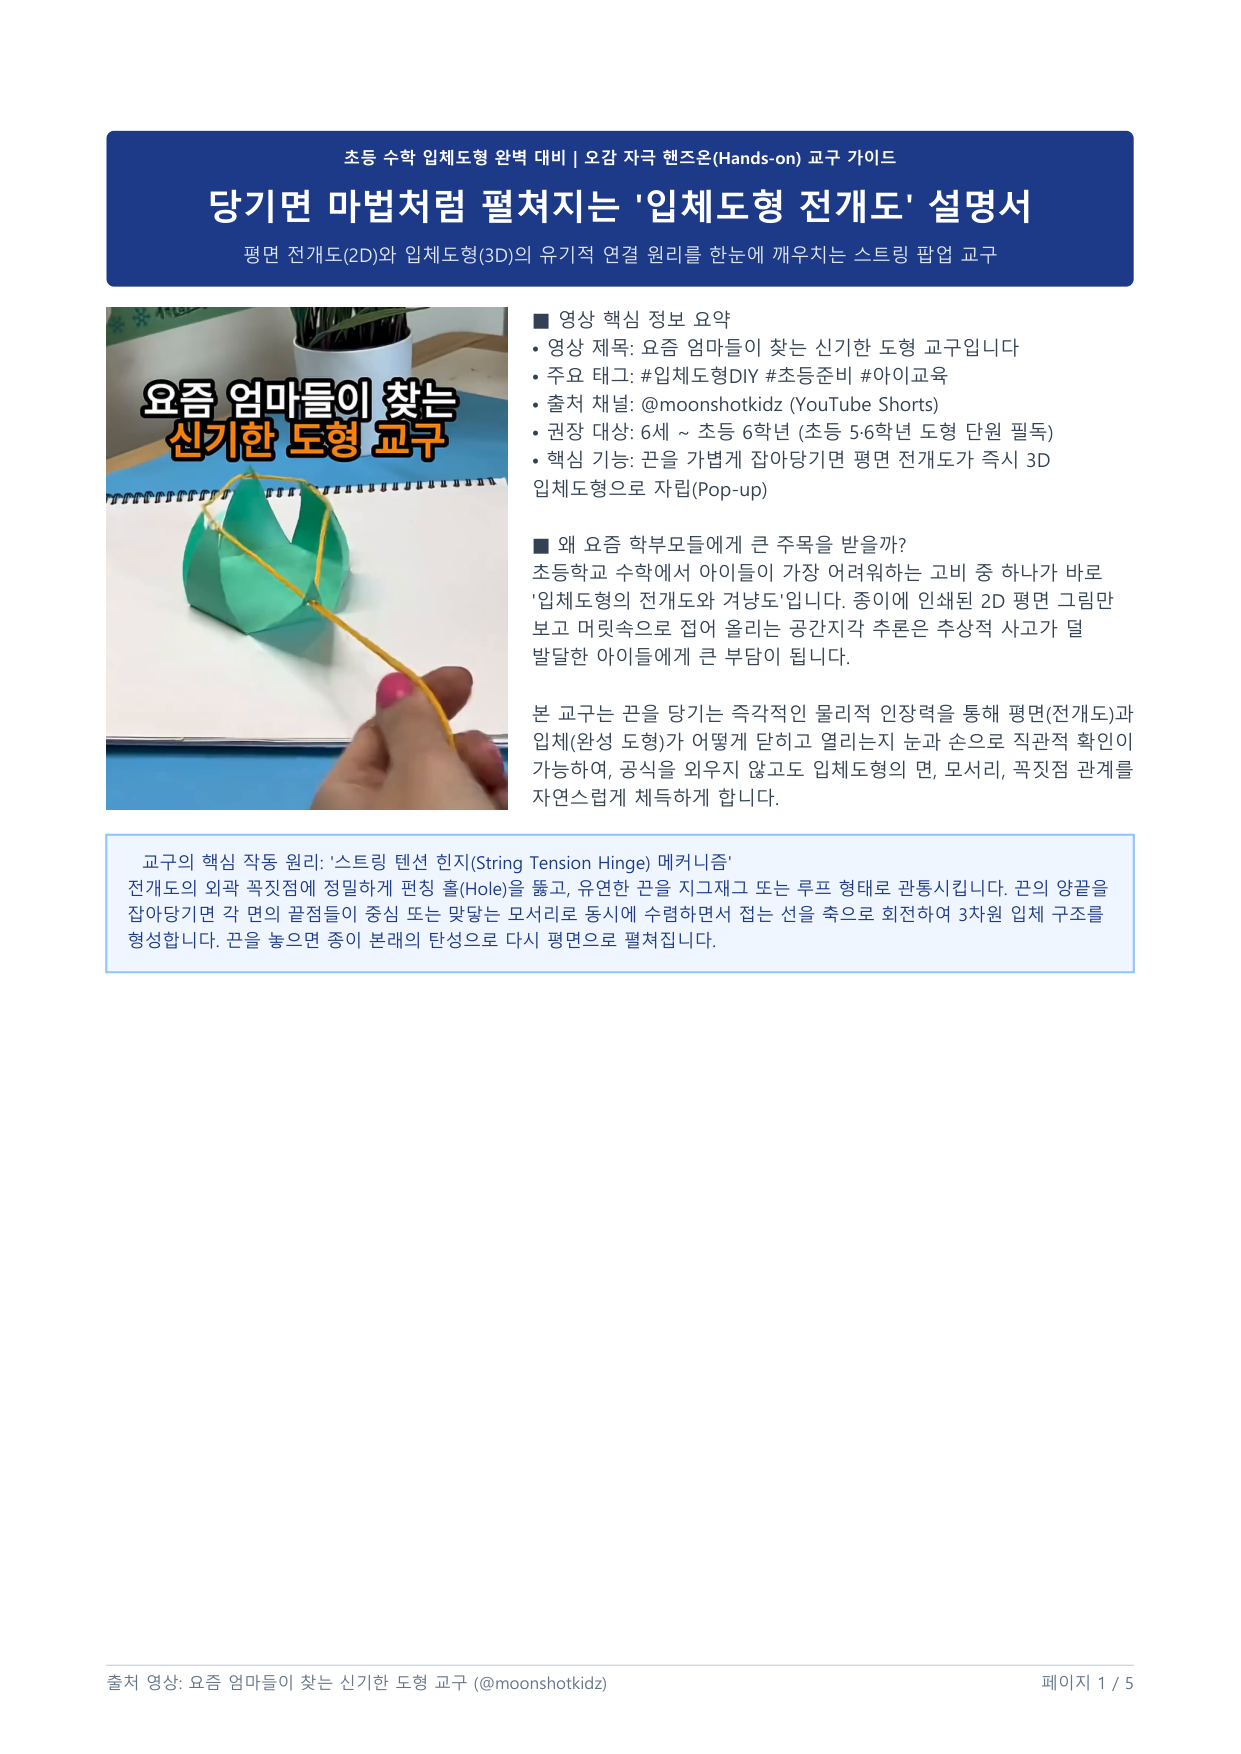 초등 수학 입체도형 완벽 대비 | 오감 자극 핸즈온(Hands-on) 교구 가이드
당기면 마법처럼 펼쳐지는 '입체도형 전개도' 설명서
평면 전개도(2D)와 입체도형(3D)의 유기적 연결 원리를 한눈에 깨우치는 스트링 팝업 교구
요즘 엄마들이 찾는
신기한 도형 교구
■ 영상 핵심 정보 요약
• 영상 제목: 요즘 엄마들이 찾는 신기한 도형 교구입니다
• 주요 태그: #입체도형DIY #초등준비 #아이교육
• 출처 채널: @moonshotkidz (YouTube Shorts)
• 권장 대상: 6세 ~ 초등 6학년 (초등 5·6학년 도형 단원 필독)
• 핵심 기능: 끈을 가볍게 잡아당기면 평면 전개도가 즉시 3D
입체도형으로 자립(Pop-up)
■ 왜 요즘 학부모들에게 큰 주목을 받을까?
초등학교 수학에서 아이들이 가장 어려워하는 고비 중 하나가 바로
'입체도형의 전개도와 겨냥도'입니다. 종이에 인쇄된 2D 평면 그림만
보고 머릿속으로 접어 올리는 공간지각 추론은 추상적 사고가 덜
발달한 아이들에게 큰 부담이 됩니다.
본 교구는 끈을 당기는 즉각적인 물리적 인장력을 통해 평면(전개도)과
입체(완성 도형)가 어떻게 닫히고 열리는지 눈과 손으로 직관적 확인이
가능하여, 공식을 외우지 않고도 입체도형의 면, 모서리, 꼭짓점 관계를
자연스럽게 체득하게 합니다.
교구의 핵심 작동 원리: '스트링 텐션 힌지(String Tension Hinge) 메커니즘'
전개도의 외곽 꼭짓점에 정밀하게 펀칭 홀(Hole)을 뚫고, 유연한 끈을 지그재그 또는 루프 형태로 관통시킵니다. 끈의 양끝을
잡아당기면 각 면의 끝점들이 중심 또는 맞닿는 모서리로 동시에 수렴하면서 접는 선을 축으로 회전하여 3차원 입체 구조를
형성합니다. 끈을 놓으면 종이 본래의 탄성으로 다시 평면으로 펼쳐집니다.
출처 영상: 요즘 엄마들이 찾는 신기한 도형 교구 (@moonshotkidz)
페이지 1 / 5